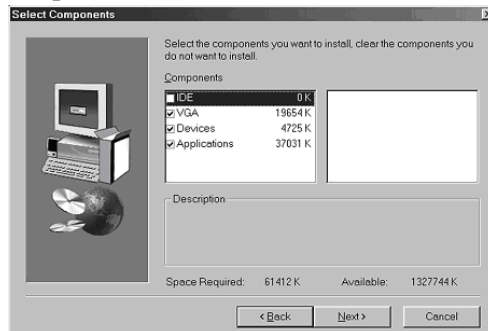 Select Components
Select the components you want to install, clear the components you
do not want to install.
Components
IDE 0 K
VGA 19654 K
Devices 4725 K
Applications 37031 K
Description
Space Required: 61412 K Available: 1327744 K
< Back Next > Cancel